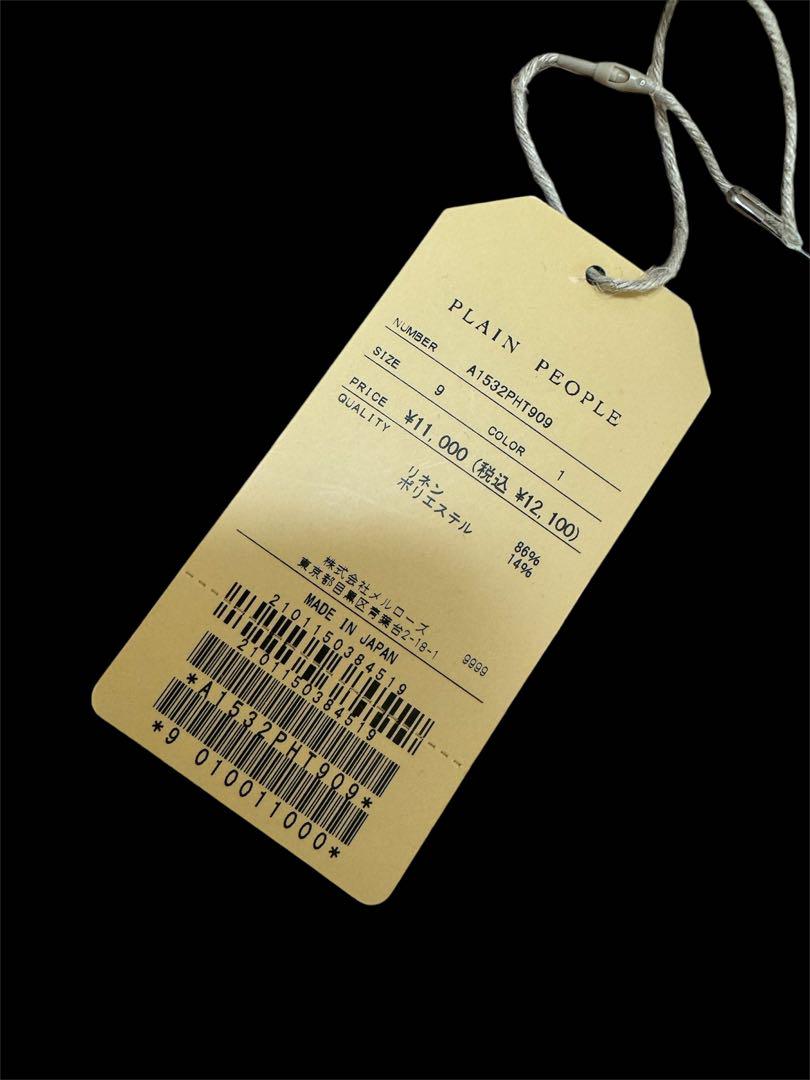 PLAIN PEOPLE
NUMBER A1532PHT909
SIZE 9 COLOR 1
PRICE ¥11,000 (税込 ¥12,100)
QUALITY
リネン 86%
ポリエステル 14%
株式会社メルローズ
東京都目黒区青葉台2-18-1 9999
MADE IN JAPAN
2101150384519
2101150384519
*A1532PHT909*
*9 010011000*